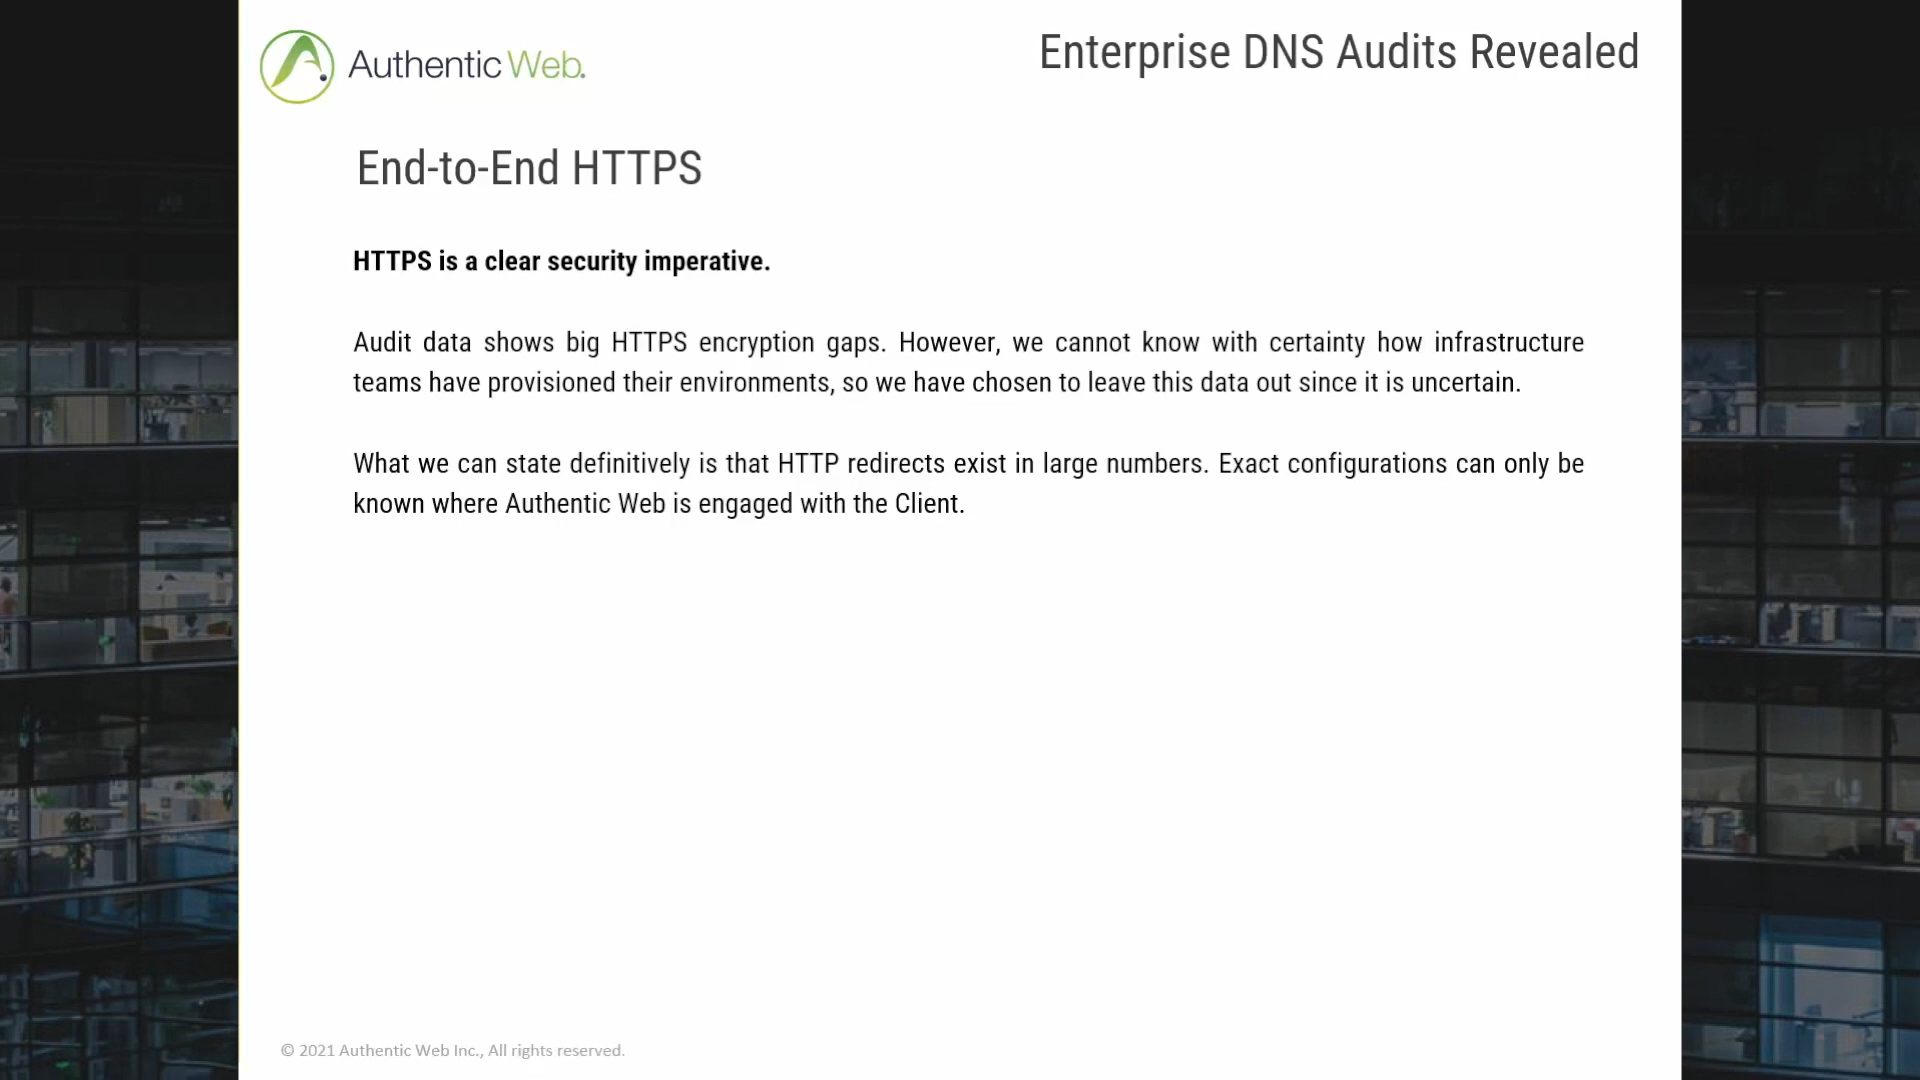 Authentic Web.
Enterprise DNS Audits Revealed
End-to-End HTTPS
HTTPS is a clear security imperative.
Audit data shows big HTTPS encryption gaps. However, we cannot know with certainty how infrastructure
teams have provisioned their environments, so we have chosen to leave this data out since it is uncertain.
What we can state definitively is that HTTP redirects exist in large numbers. Exact configurations can only be
known where Authentic Web is engaged with the Client.
© 2021 Authentic Web Inc., All rights reserved.